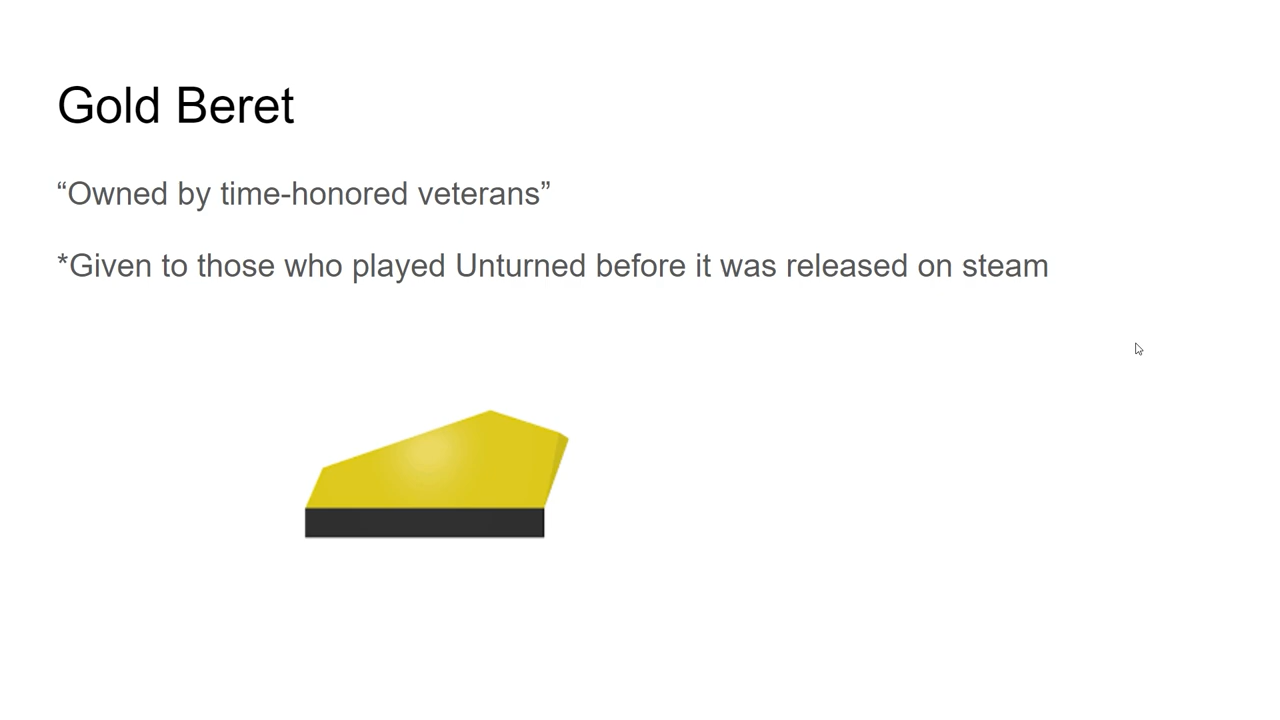 Gold Beret
“Owned by time-honored veterans”
*Given to those who played Unturned before it was released on steam